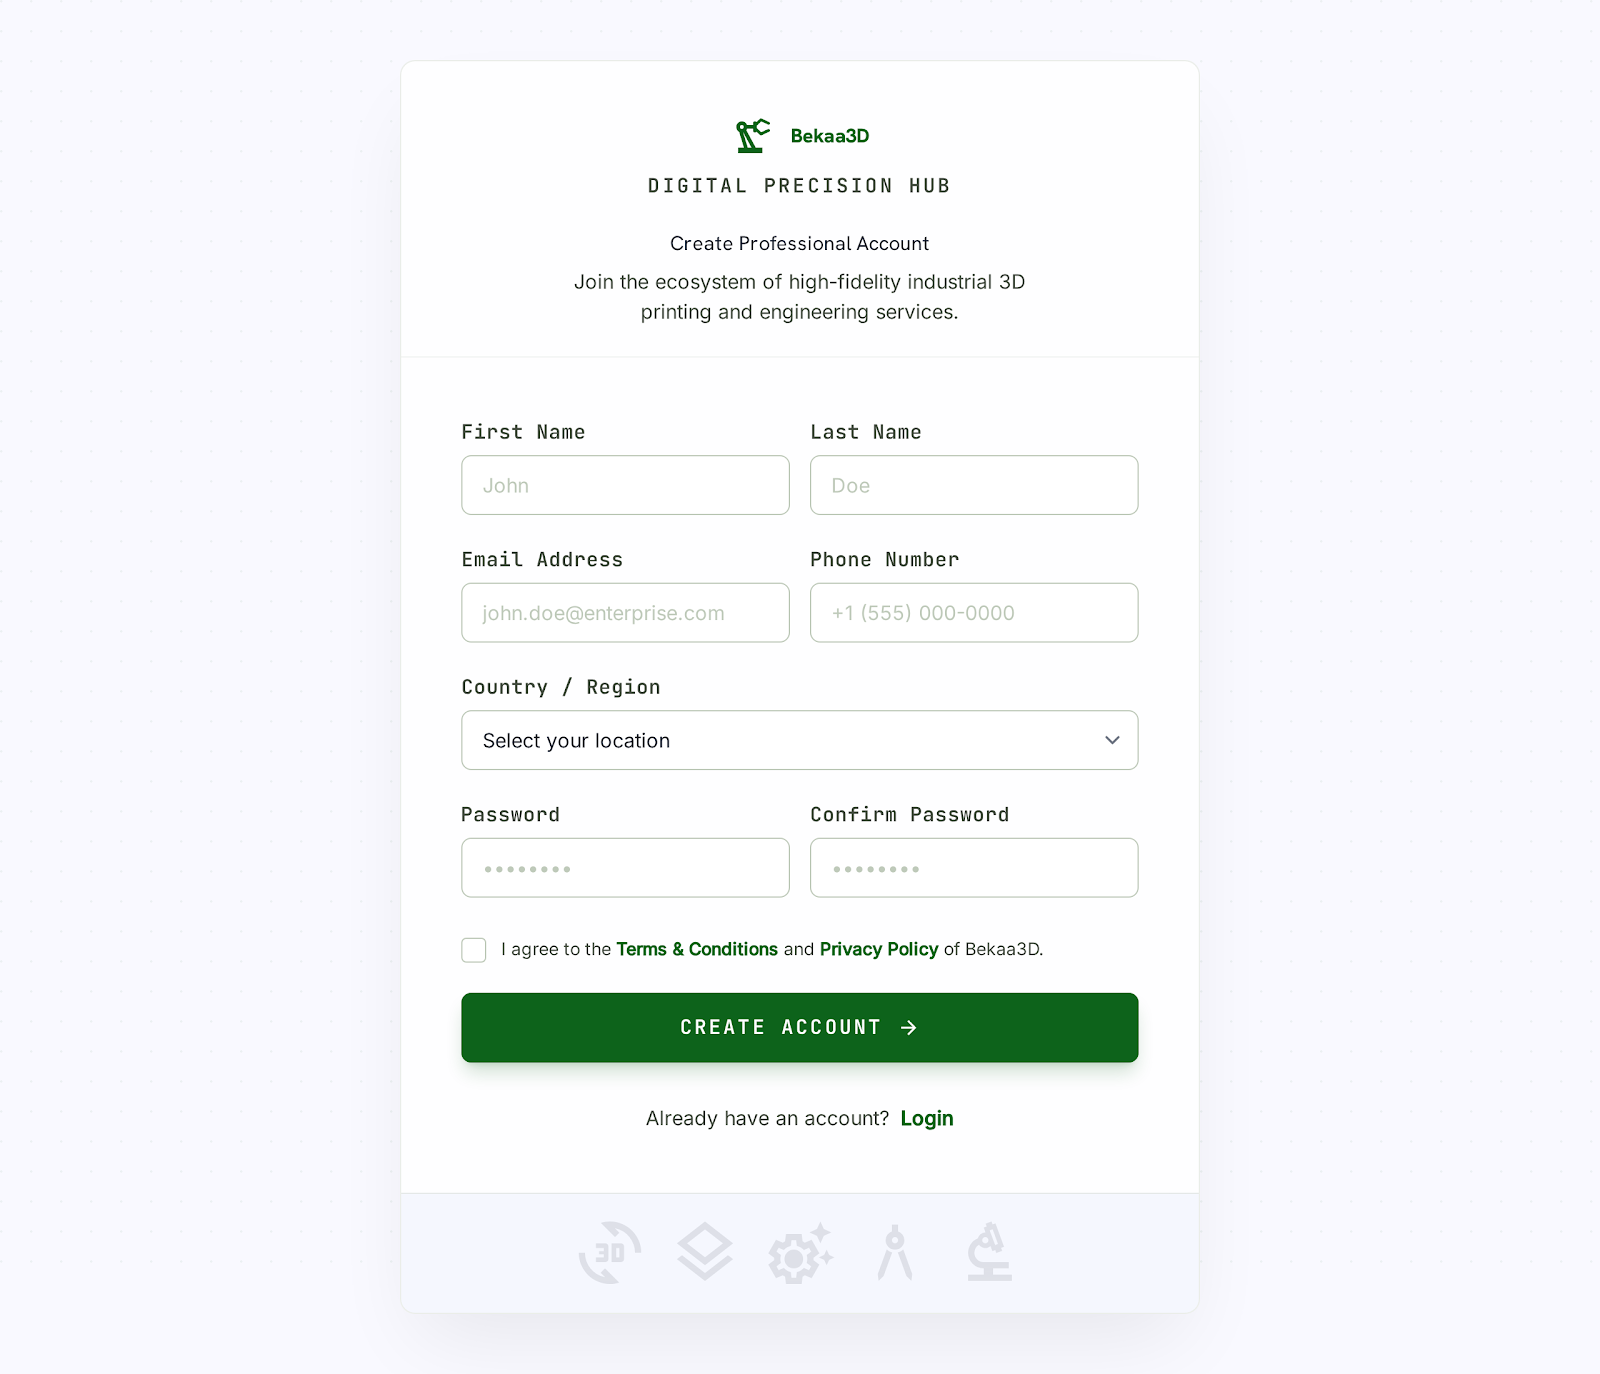 Bekaa3D
DIGITAL PRECISION HUB
Create Professional Account
Join the ecosystem of high-fidelity industrial 3D
printing and engineering services.
First Name
Last Name
John
Doe
Email Address
Phone Number
john.doe@enterprise.com
+1 (555) 000-0000
Country / Region
Select your location
Password
Confirm Password
••••••••
••••••••
I agree to the Terms & Conditions and Privacy Policy of Bekaa3D.
CREATE ACCOUNT →
Already have an account? Login
3D